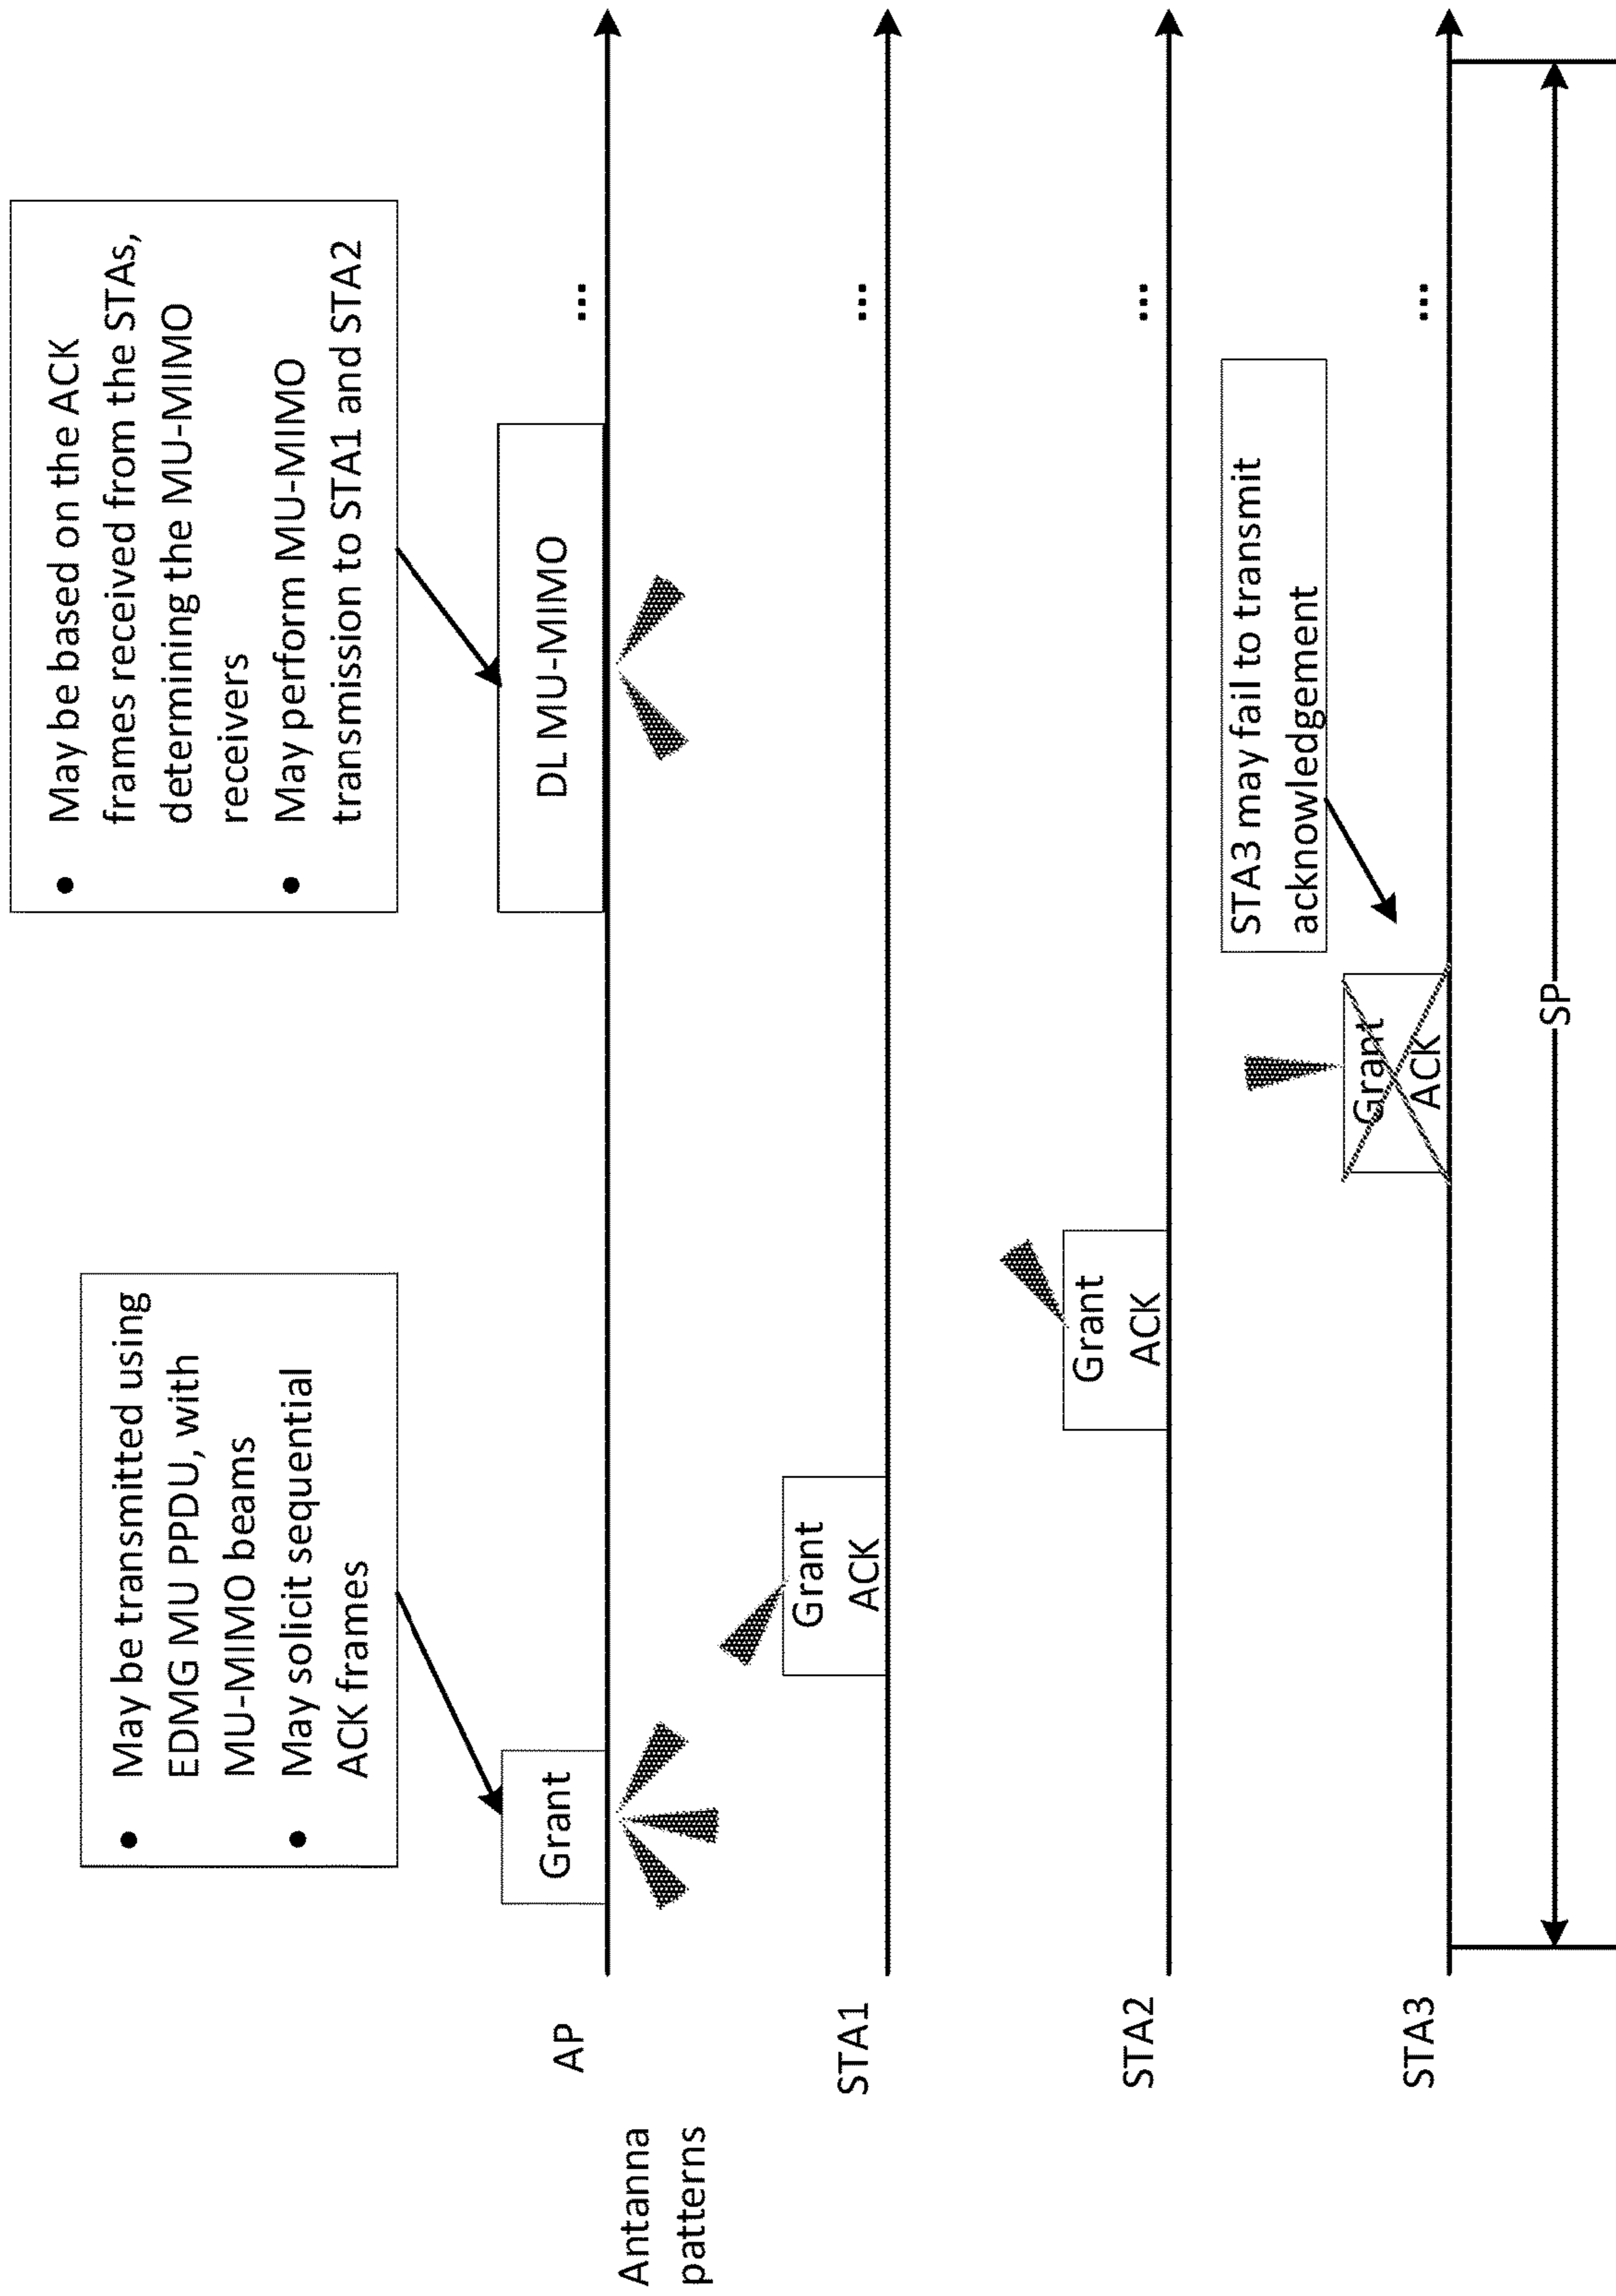 • May be transmitted using
EDMG MU PPDU, with
MU-MIMO beams
• May solicit sequential
ACK frames
• May be based on the ACK
frames received from the STAs,
determining the MU-MIMO
receivers
• May perform MU-MIMO
transmission to STA1 and STA2
Grant
DL MU-MIMO
AP
...
Antanna
patterns
Grant
ACK
STA1
...
Grant
ACK
STA2
...
STA3 may fail to transmit
acknowledgement
Grant
ACK
STA3
...
SP